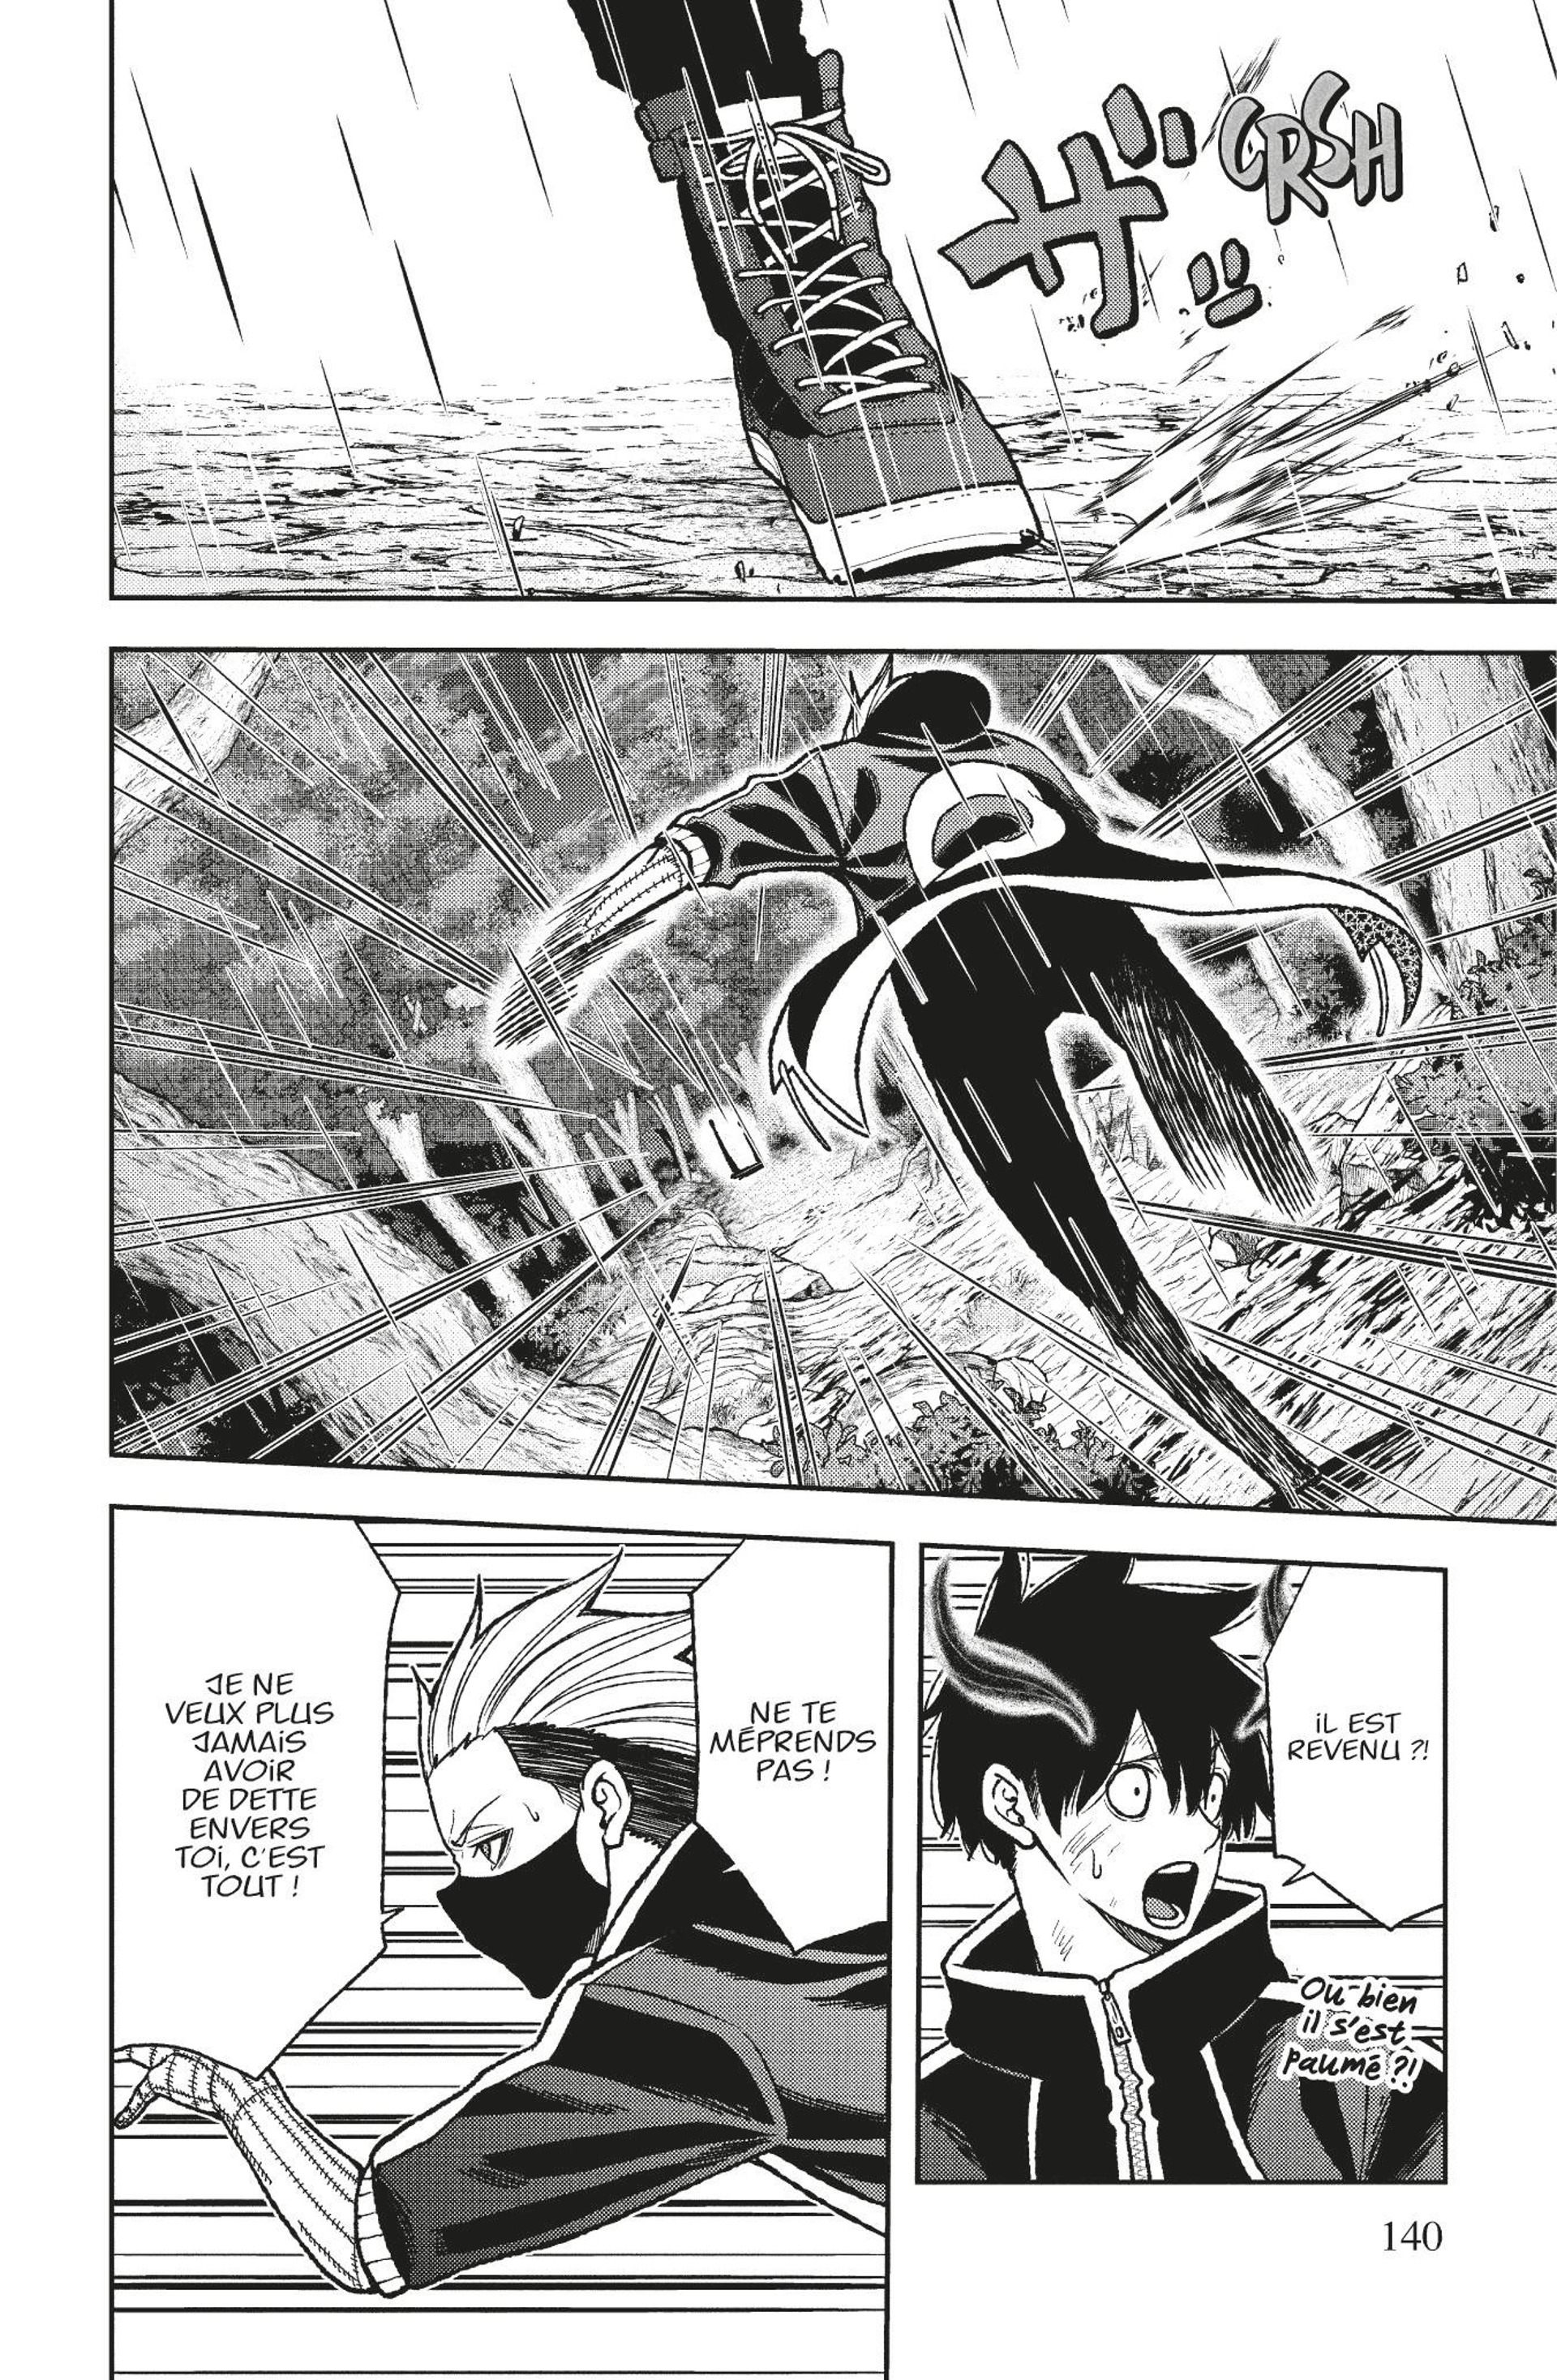 ザッ
CRSH
IL EST
REVENU ?!
Ou bien
il s'est
paumé ?!
NE TE
MÉPRENDS
PAS !
JE NE
VEUX PLUS
JAMAIS
AVOIR
DE DETTE
ENVERS
TOI, C'EST
TOUT !
140